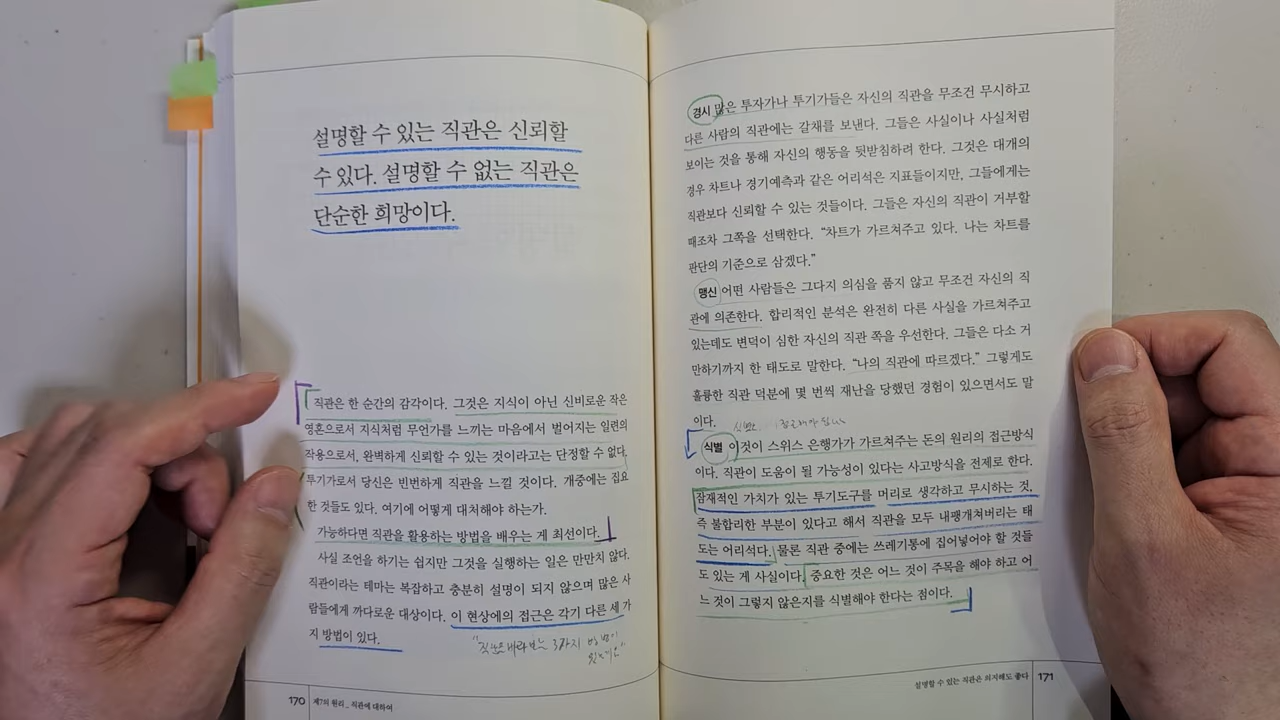 설명할 수 있는 직관은 신뢰할
수 있다. 설명할 수 없는 직관은
단순한 희망이다.
직관은 한 순간의 감각이다. 그것은 지식이 아닌 신비로운 작은
영혼으로서 지식처럼 무언가를 느끼는 마음에서 벌어지는 일련의
작용으로서, 완벽하게 신뢰할 수 있는 것이라고는 단정할 수 없다.
투기가로서 당신은 빈번하게 직관을 느낄 것이다. 개중에는 집요
한 것들도 있다. 여기에 어떻게 대처해야 하는가.
가능하다면 직관을 활용하는 방법을 배우는 게 최선이다.
사실 조언을 하기는 쉽지만 그것을 실행하는 일은 만만치 않다.
직관이라는 테마는 복잡하고 충분히 설명이 되지 않으며 많은 사
람들에게 까다로운 대상이다. 이 현상에의 접근은 각기 다른 세 가
지 방법이 있다.
"직관을 바라보는 3가지 방법이
170 제7의 원리_ 직관에 대하여
경시 많은 투자가나 투기가들은 자신의 직관을 무조건 무시하고
다른 사람의 직관에는 갈채를 보낸다. 그들은 사실이나 사실처럼
보이는 것을 통해 자신의 행동을 뒷받침하려 한다. 그것은 대개의
경우 차트나 경기예측과 같은 어리석은 지표들이지만, 그들에게는
직관보다 신뢰할 수 있는 것들이다. 그들은 자신의 직관이 거부할
때조차 그쪽을 선택한다. “차트가 가르쳐주고 있다. 나는 차트를
판단의 기준으로 삼겠다.”
맹신 어떤 사람들은 그다지 의심을 품지 않고 무조건 자신의 직
관에 의존한다. 합리적인 분석은 완전히 다른 사실을 가르쳐주고
있는데도 변덕이 심한 자신의 직관 쪽을 우선한다. 그들은 다소 거
만하기까지 한 태도로 말한다. “나의 직관에 따르겠다.” 그렇게도
훌륭한 직관 덕분에 몇 번씩 재난을 당했던 경험이 있으면서도 말
이다.
식별 이것이 스위스 은행가가 가르쳐주는 돈의 원리의 접근방식
이다. 직관이 도움이 될 가능성이 있다는 사고방식을 전제로 한다.
잠재적인 가치가 있는 투기도구를 머리로 생각하고 무시하는 것,
즉 불합리한 부분이 있다고 해서 직관을 모두 내팽개쳐버리는 태
도는 어리석다. 물론 직관 중에는 쓰레기통에 집어넣어야 할 것들
도 있는 게 사실이다. 중요한 것은 어느 것이 주목을 해야 하고 어
느 것이 그렇지 않은지를 식별해야 한다는 점이다.
설명할 수 있는 직관은 의지해도 좋다 171